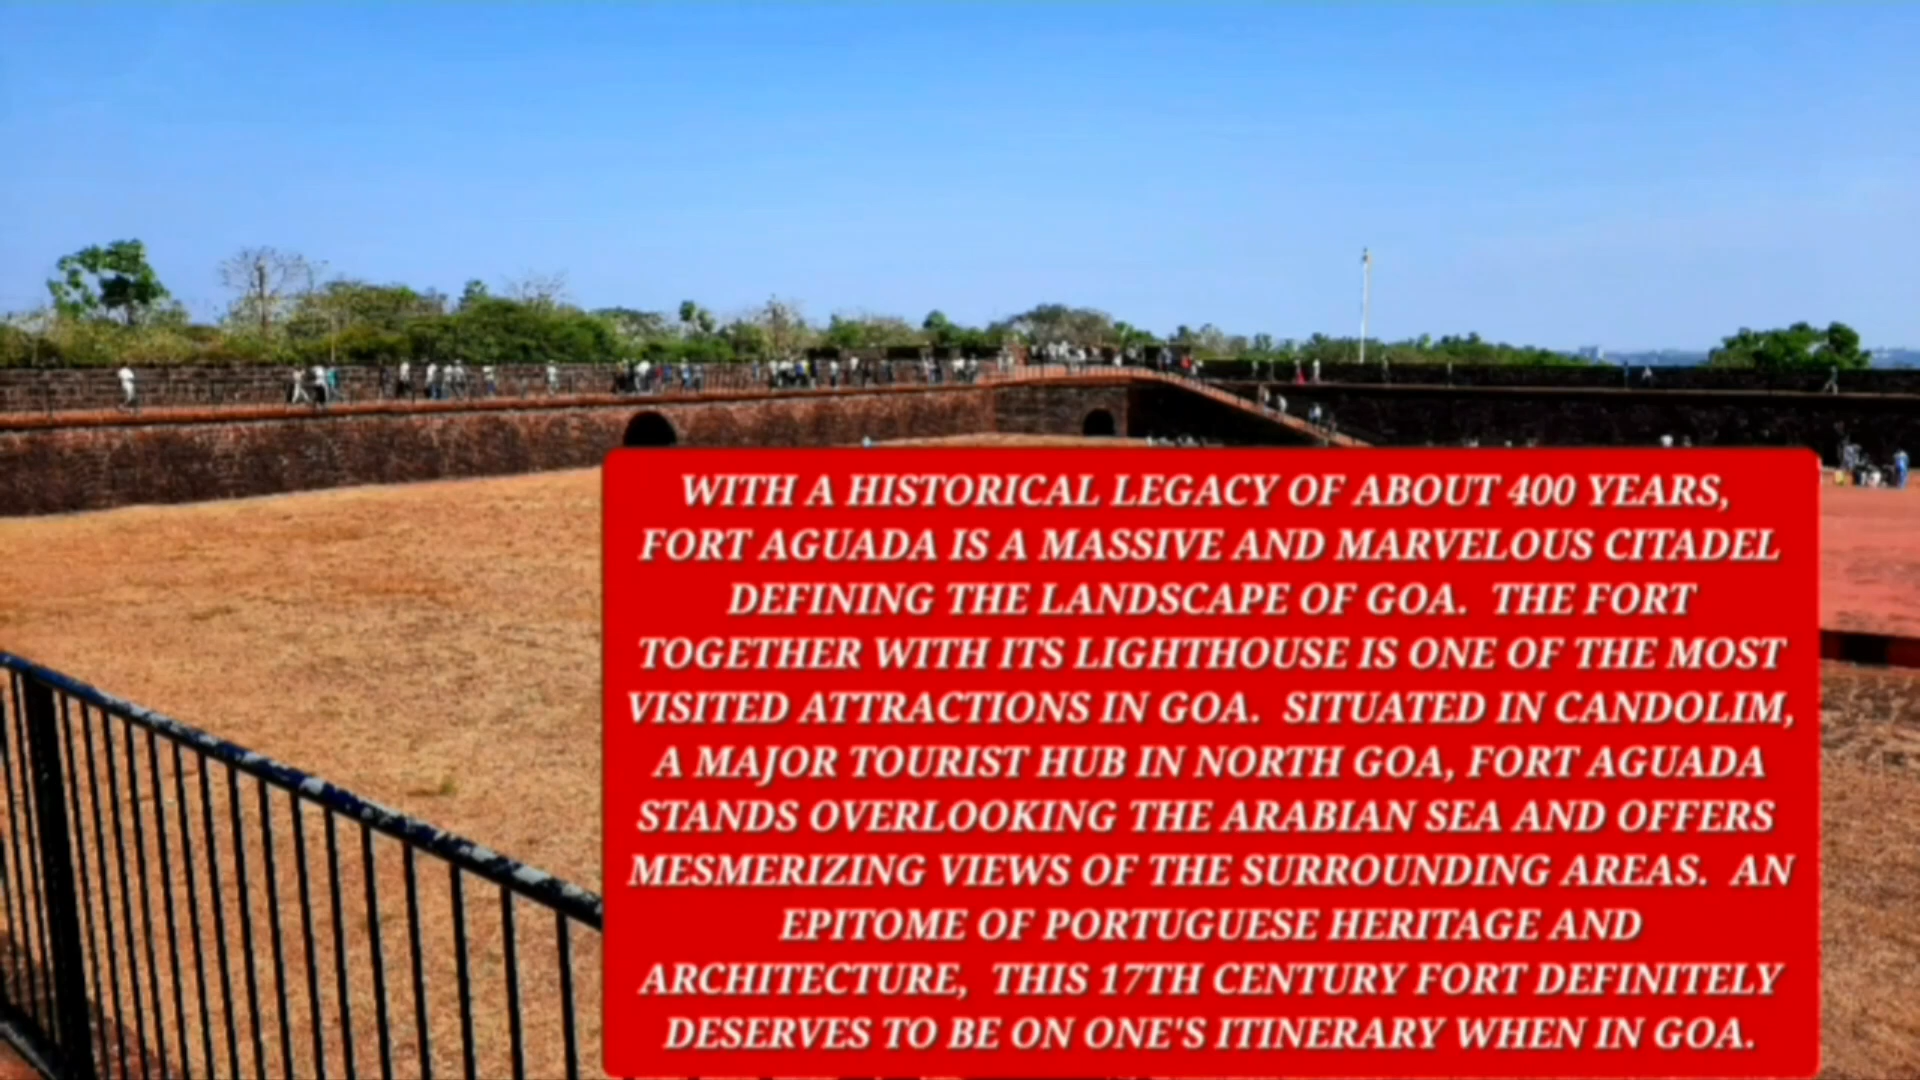 WITH A HISTORICAL LEGACY OF ABOUT 400 YEARS,
FORT AGUADA IS A MASSIVE AND MARVELOUS CITADEL
DEFINING THE LANDSCAPE OF GOA. THE FORT
TOGETHER WITH ITS LIGHTHOUSE IS ONE OF THE MOST
VISITED ATTRACTIONS IN GOA. SITUATED IN CANDOLIM,
A MAJOR TOURIST HUB IN NORTH GOA, FORT AGUADA
STANDS OVERLOOKING THE ARABIAN SEA AND OFFERS
MESMERIZING VIEWS OF THE SURROUNDING AREAS. AN
EPITOME OF PORTUGUESE HERITAGE AND
ARCHITECTURE, THIS 17TH CENTURY FORT DEFINITELY
DESERVES TO BE ON ONE'S ITINERARY WHEN IN GOA.